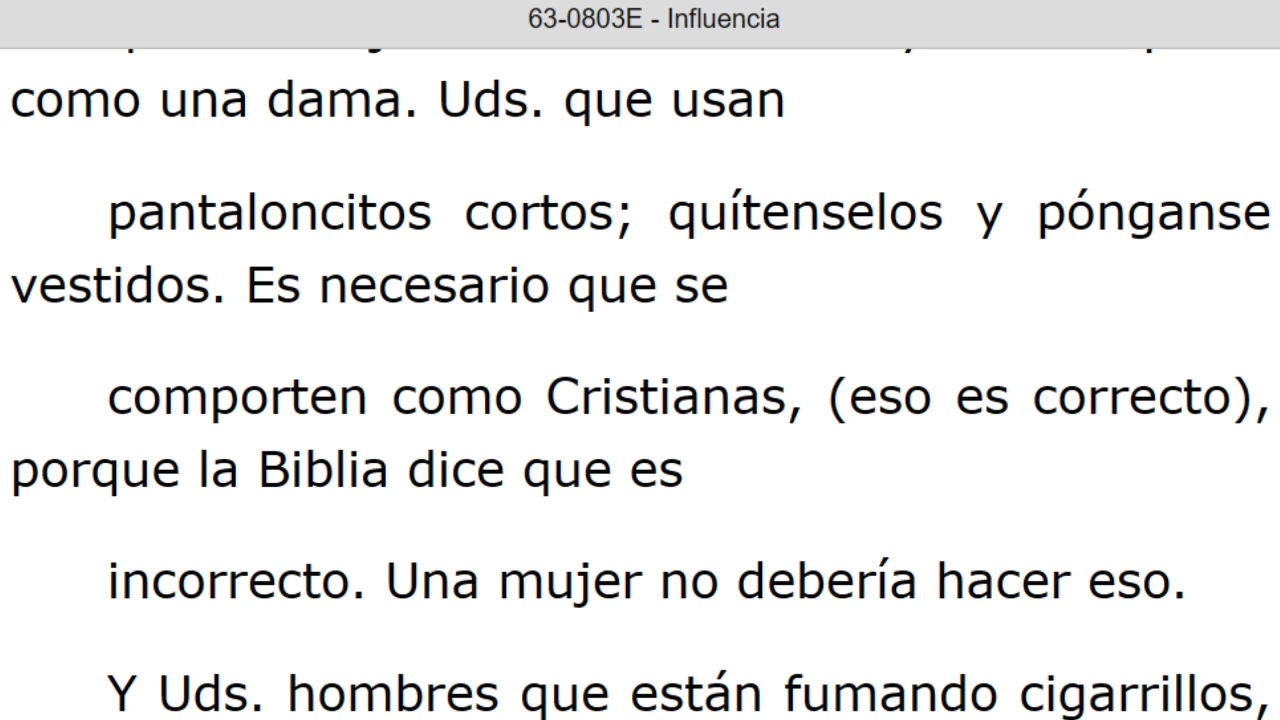 63-0803E - Influencia
como una dama. Uds. que usan
pantaloncitos cortos; quítenselos y pónganse
vestidos. Es necesario que se
comporten como Cristianas, (eso es correcto),
porque la Biblia dice que es
incorrecto. Una mujer no debería hacer eso.
Y Uds. hombres que están fumando cigarrillos,